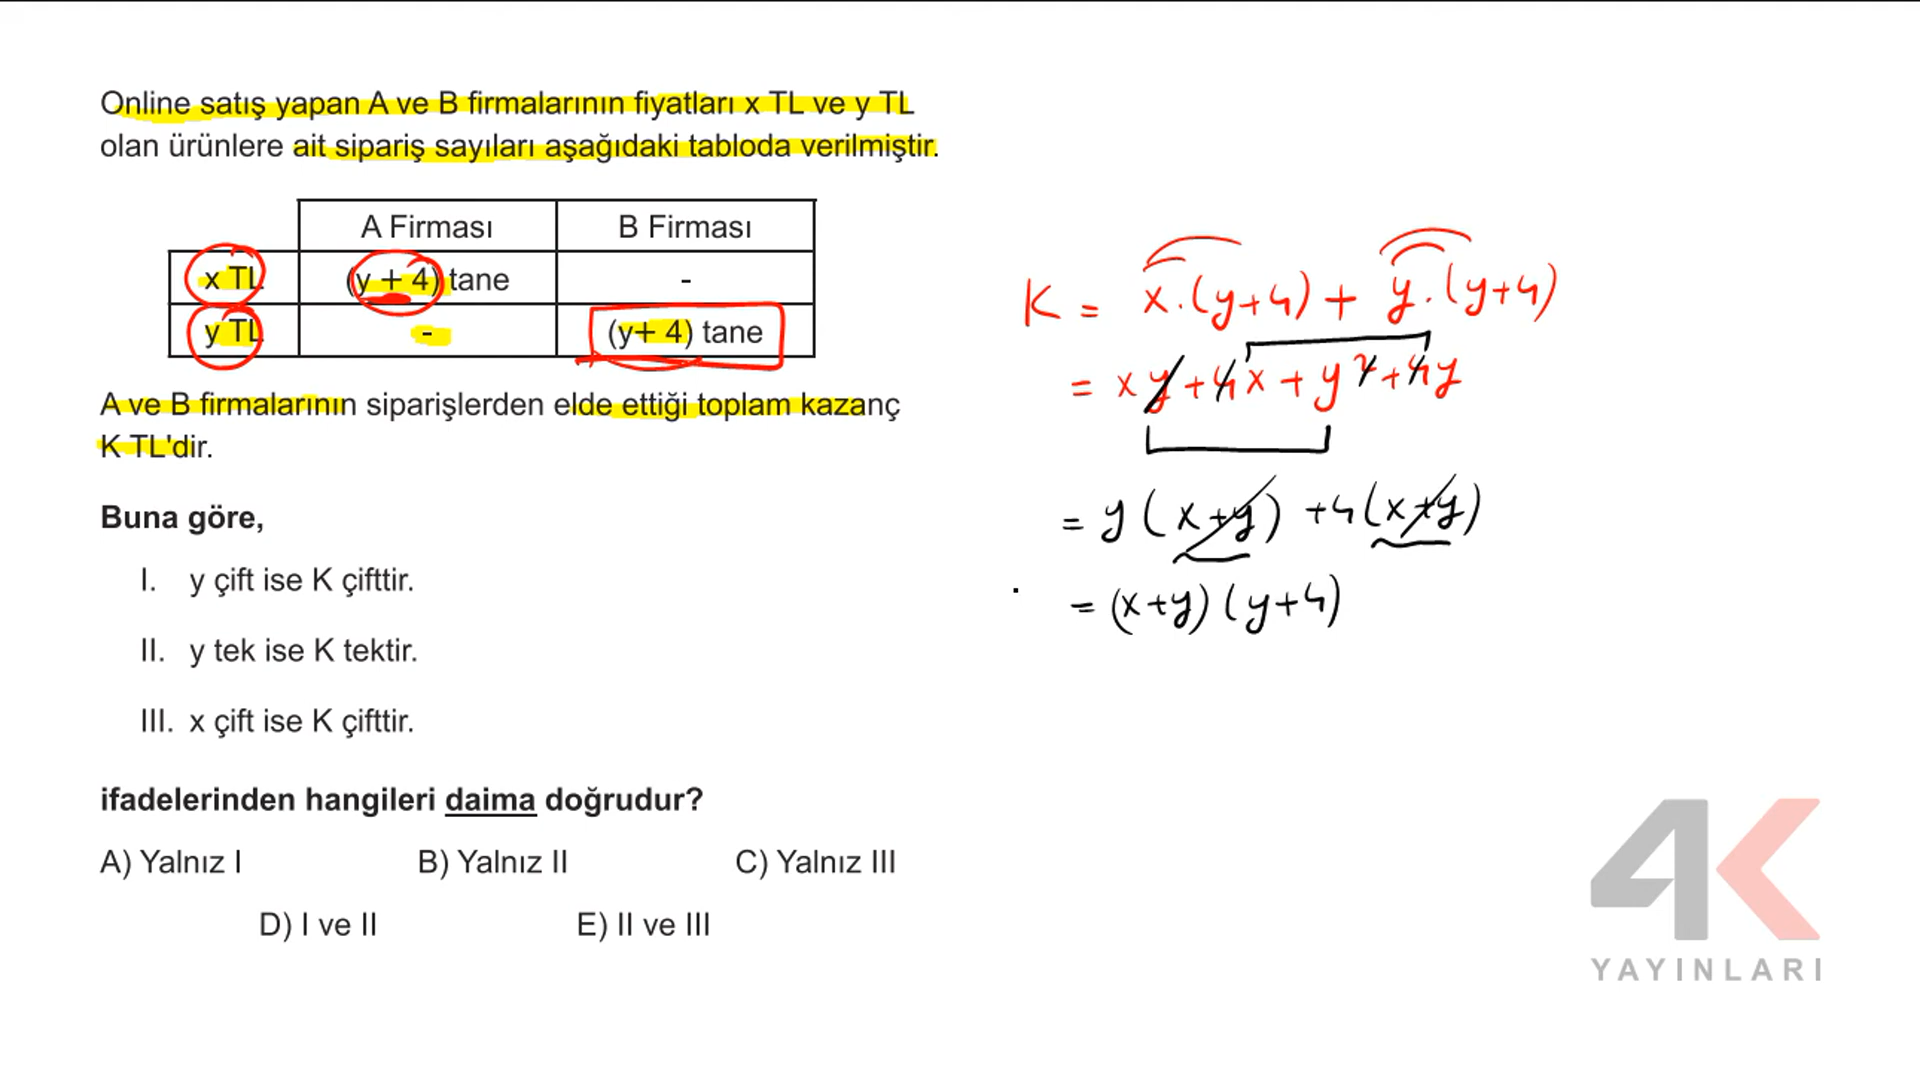 Online satış yapan A ve B firmalarının fiyatları x TL ve y TL
olan ürünlere ait sipariş sayıları aşağıdaki tabloda verilmiştir.
A Firması B Firması
x TL (y + 4) tane -
y TL - (y+ 4) tane
A ve B firmalarının siparişlerden elde ettiği toplam kazanç
K TL'dir.
Buna göre,
I. y çift ise K çifttir.
II. y tek ise K tektir.
III. x çift ise K çifttir.
ifadelerinden hangileri daima doğrudur?
A) Yalnız I B) Yalnız II C) Yalnız III
D) I ve II E) II ve III
K = x.(y+4) + y.(y+4)
= xy + 4x + y² + 4y
= y(x+y) + 4(x+y)
= (x+y)(y+4)
4K
YAYINLARI